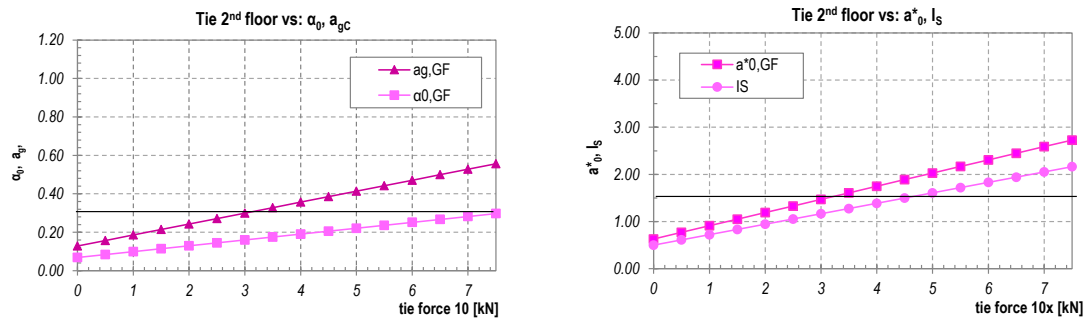 Tie 2nd floor vs: α0, agC
1.20
1.00
0.80
0.60
0.40
0.20
0.00
α0, ag,
ag,GF
α0,GF
0 1 2 3 4 5 6 7
tie force 10 [kN]
Tie 2nd floor vs: a*0, IS
5.00
4.00
3.00
2.00
1.00
0.00
a*0, IS
a*0,GF
IS
0 1 2 3 4 5 6 7
tie force 10x [kN]